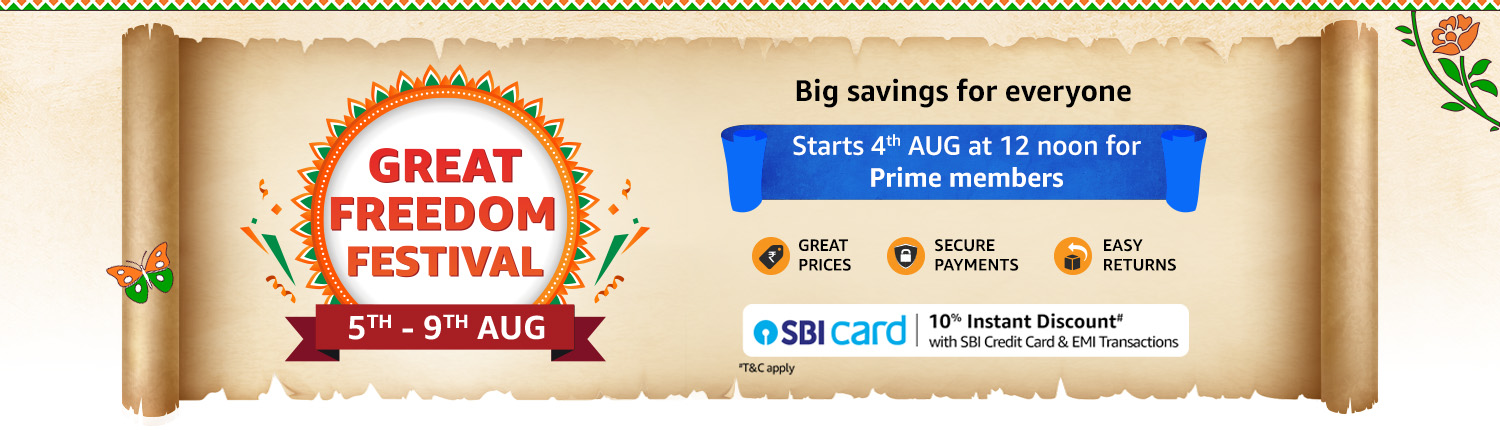 GREAT
FREEDOM
FESTIVAL
5TH - 9TH AUG
Big savings for everyone
Starts 4th AUG at 12 noon for
Prime members
GREAT
PRICES
SECURE
PAYMENTS
EASY
RETURNS
SBI card
10% Instant Discount#
with SBI Credit Card & EMI Transactions
#T&C apply